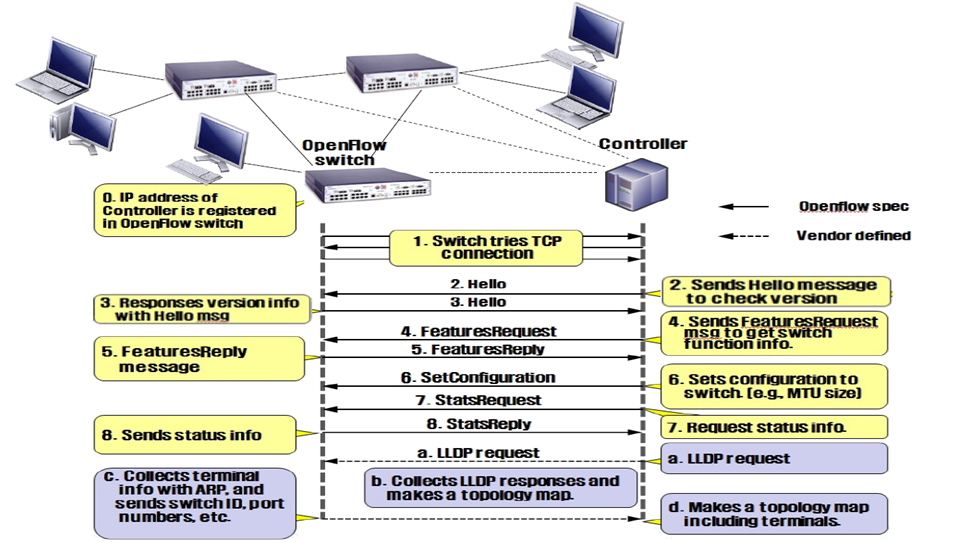 OpenFlow
switch
Controller
0. IP address of
Controller is registered
in OpenFlow switch
Openflow spec
Vendor defined
1. Switch tries TCP
connection
2. Hello
2. Sends Hello message
to check version
3. Hello
3. Responses version info
with Hello msg
4. FeaturesRequest
4. Sends FeaturesRequest
msg to get switch
function info.
5. FeaturesReply
5. FeaturesReply
message
6. SetConfiguration
6. Sets configuration to
switch. (e.g., MTU size)
7. StatsRequest
7. Request status info.
8. StatsReply
8. Sends status info
a. LLDP request
a. LLDP request
b. Collects LLDP responses and
makes a topology map.
c. Collects terminal
info with ARP, and
sends switch ID, port
numbers, etc.
d. Makes a topology map
including terminals.